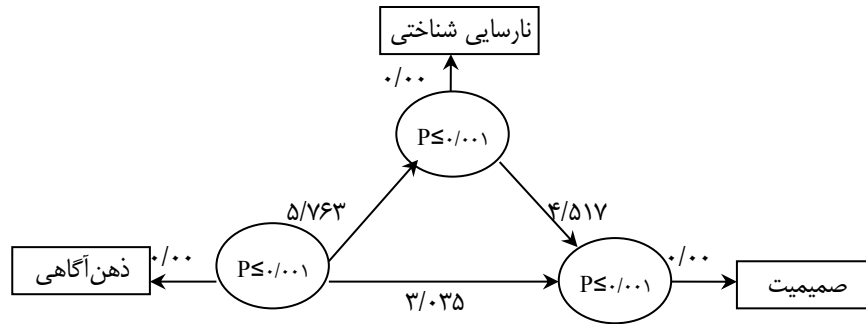 نارسایی شناختی
۰/۰۰
P≤۰/۰۰۱
۵/۷۶۳
۴/۵۱۷
ذهن‌آگاهی
۰/۰۰
P≤۰/۰۰۱
۳/۰۳۵
P≤۰/۰۰۱
۰/۰۰
صمیمیت